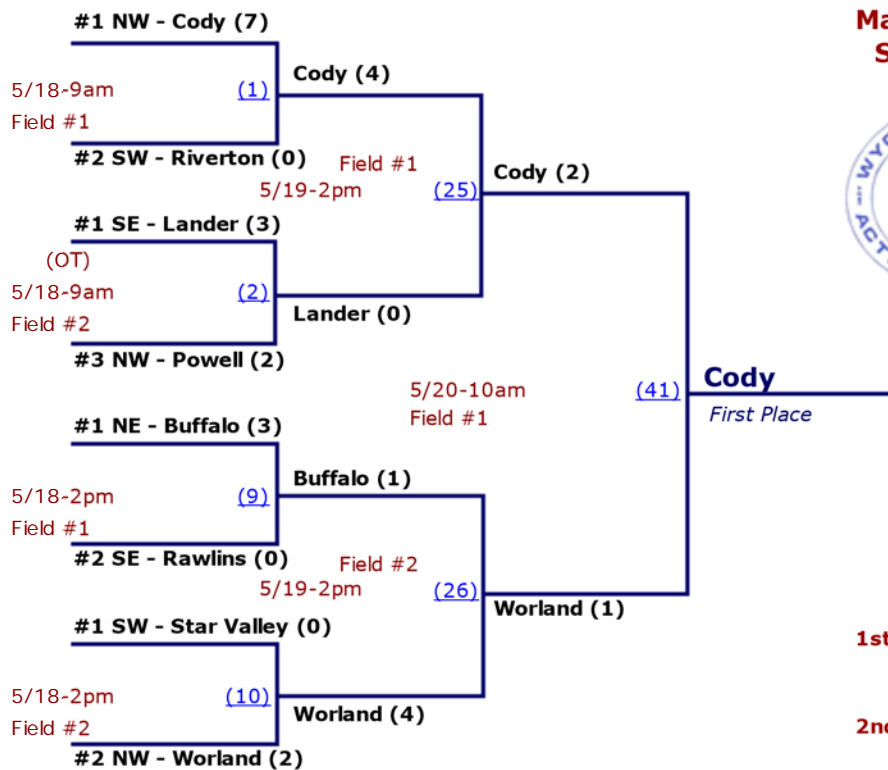 #1 NW - Cody (7)
5/18-9am
(1)
Field #1
#2 SW - Riverton (0)
Cody (4)
Field #1
5/19-2pm
(25)
#1 SE - Lander (3)
(OT)
5/18-9am
(2)
Field #2
#3 NW - Powell (2)
Lander (0)
Cody (2)
5/20-10am
Field #1
(41)
Cody
First Place
#1 NE - Buffalo (3)
5/18-2pm
(9)
Field #1
#2 SE - Rawlins (0)
Buffalo (1)
Field #2
5/19-2pm
(26)
Worland (1)
#1 SW - Star Valley (0)
5/18-2pm
(10)
Field #2
#2 NW - Worland (2)
Worland (4)
Ma
S
WYO
ACT
1st
2nd